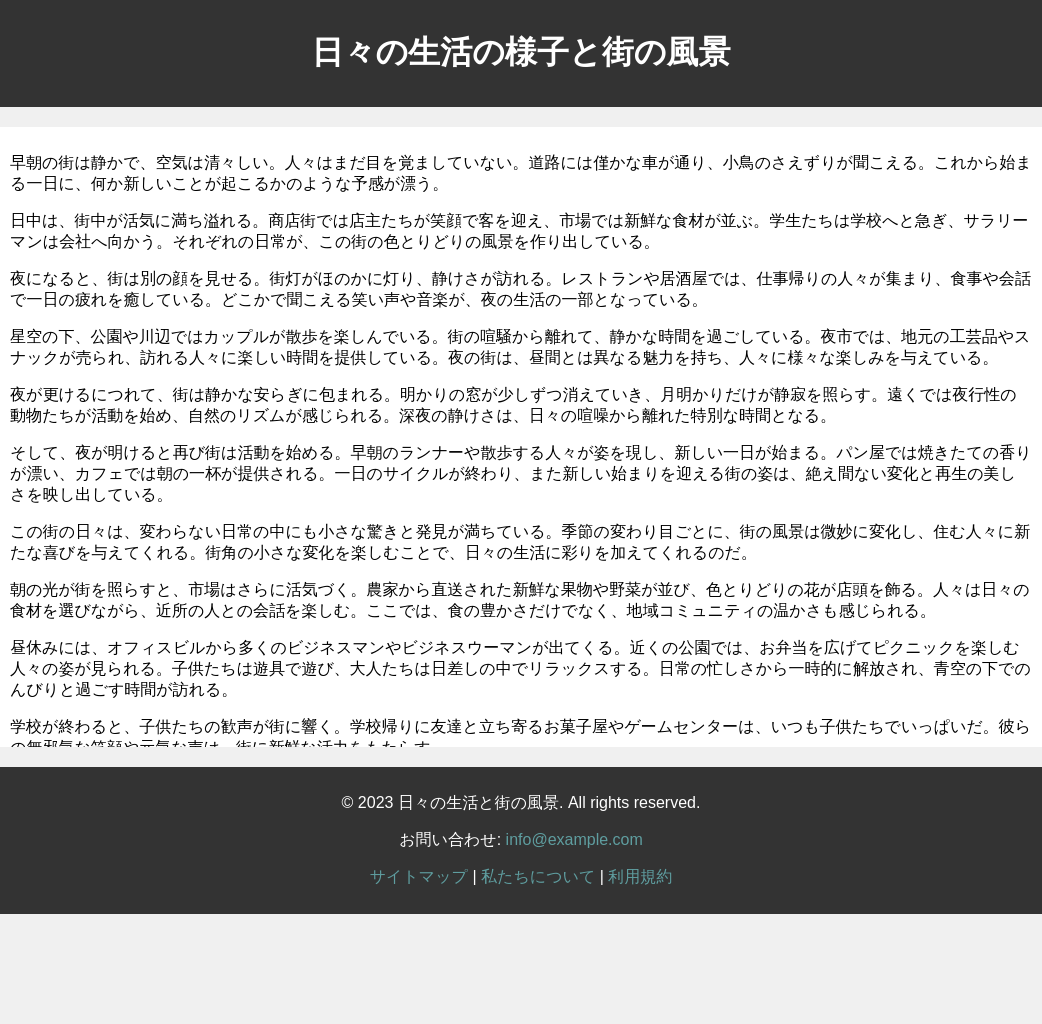 日々の生活の様子と街の風景
早朝の街は静かで、空気は清々しい。人々はまだ目を覚ましていない。道路には僅かな車が通り、小鳥のさえずりが聞こえる。これから始ま
る一日に、何か新しいことが起こるかのような予感が漂う。
日中は、街中が活気に満ち溢れる。商店街では店主たちが笑顔で客を迎え、市場では新鮮な食材が並ぶ。学生たちは学校へと急ぎ、サラリー
マンは会社へ向かう。それぞれの日常が、この街の色とりどりの風景を作り出している。
夜になると、街は別の顔を見せる。街灯がほのかに灯り、静けさが訪れる。レストランや居酒屋では、仕事帰りの人々が集まり、食事や会話
で一日の疲れを癒している。どこかで聞こえる笑い声や音楽が、夜の生活の一部となっている。
星空の下、公園や川辺ではカップルが散歩を楽しんでいる。街の喧騒から離れて、静かな時間を過ごしている。夜市では、地元の工芸品やス
ナックが売られ、訪れる人々に楽しい時間を提供している。夜の街は、昼間とは異なる魅力を持ち、人々に様々な楽しみを与えている。
夜が更けるにつれて、街は静かな安らぎに包まれる。明かりの窓が少しずつ消えていき、月明かりだけが静寂を照らす。遠くでは夜行性の
動物たちが活動を始め、自然のリズムが感じられる。深夜の静けさは、日々の喧噪から離れた特別な時間となる。
そして、夜が明けると再び街は活動を始める。早朝のランナーや散歩する人々が姿を現し、新しい一日が始まる。パン屋では焼きたての香り
が漂い、カフェでは朝の一杯が提供される。一日のサイクルが終わり、また新しい始まりを迎える街の姿は、絶え間ない変化と再生の美し
さを映し出している。
この街の日々は、変わらない日常の中にも小さな驚きと発見が満ちている。季節の変わり目ごとに、街の風景は微妙に変化し、住む人々に新
たな喜びを与えてくれる。街角の小さな変化を楽しむことで、日々の生活に彩りを加えてくれるのだ。
朝の光が街を照らすと、市場はさらに活気づく。農家から直送された新鮮な果物や野菜が並び、色とりどりの花が店頭を飾る。人々は日々の
食材を選びながら、近所の人との会話を楽しむ。ここでは、食の豊かさだけでなく、地域コミュニティの温かさも感じられる。
昼休みには、オフィスビルから多くのビジネスマンやビジネスウーマンが出てくる。近くの公園では、お弁当を広げてピクニックを楽しむ
人々の姿が見られる。子供たちは遊具で遊び、大人たちは日差しの中でリラックスする。日常の忙しさから一時的に解放され、青空の下での
んびりと過ごす時間が訪れる。
学校が終わると、子供たちの歓声が街に響く。学校帰りに友達と立ち寄るお菓子屋やゲームセンターは、いつも子供たちでいっぱいだ。彼ら
の無邪気な笑顔や元気な声は、街に新鮮な活力をもたらす。
© 2023 日々の生活と街の風景. All rights reserved.
お問い合わせ: info@example.com
サイトマップ | 私たちについて | 利用規約